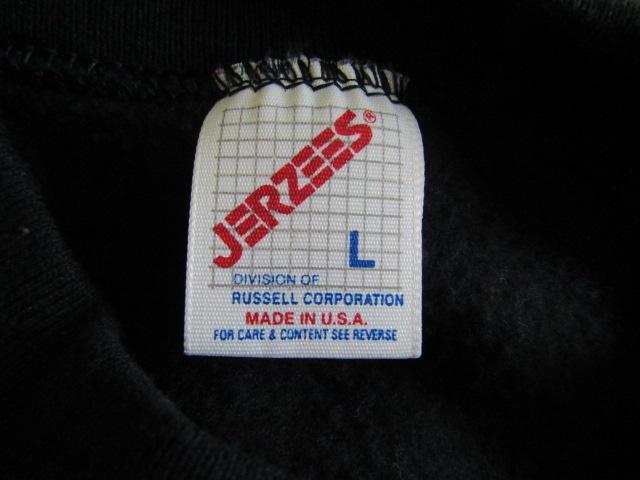 JERZEES®
L
DIVISION OF
RUSSELL CORPORATION
MADE IN U.S.A.
FOR CARE & CONTENT SEE REVERSE